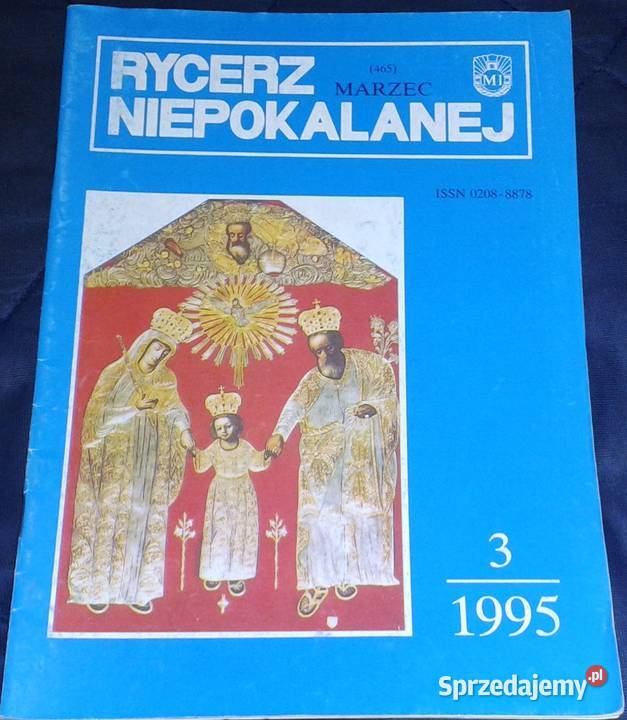 RYCERZ
(465)
MARZEC
NIEPOKALANEJ
MI
ISSN 0208-8878
3
1995
Sprzedajemy.pl